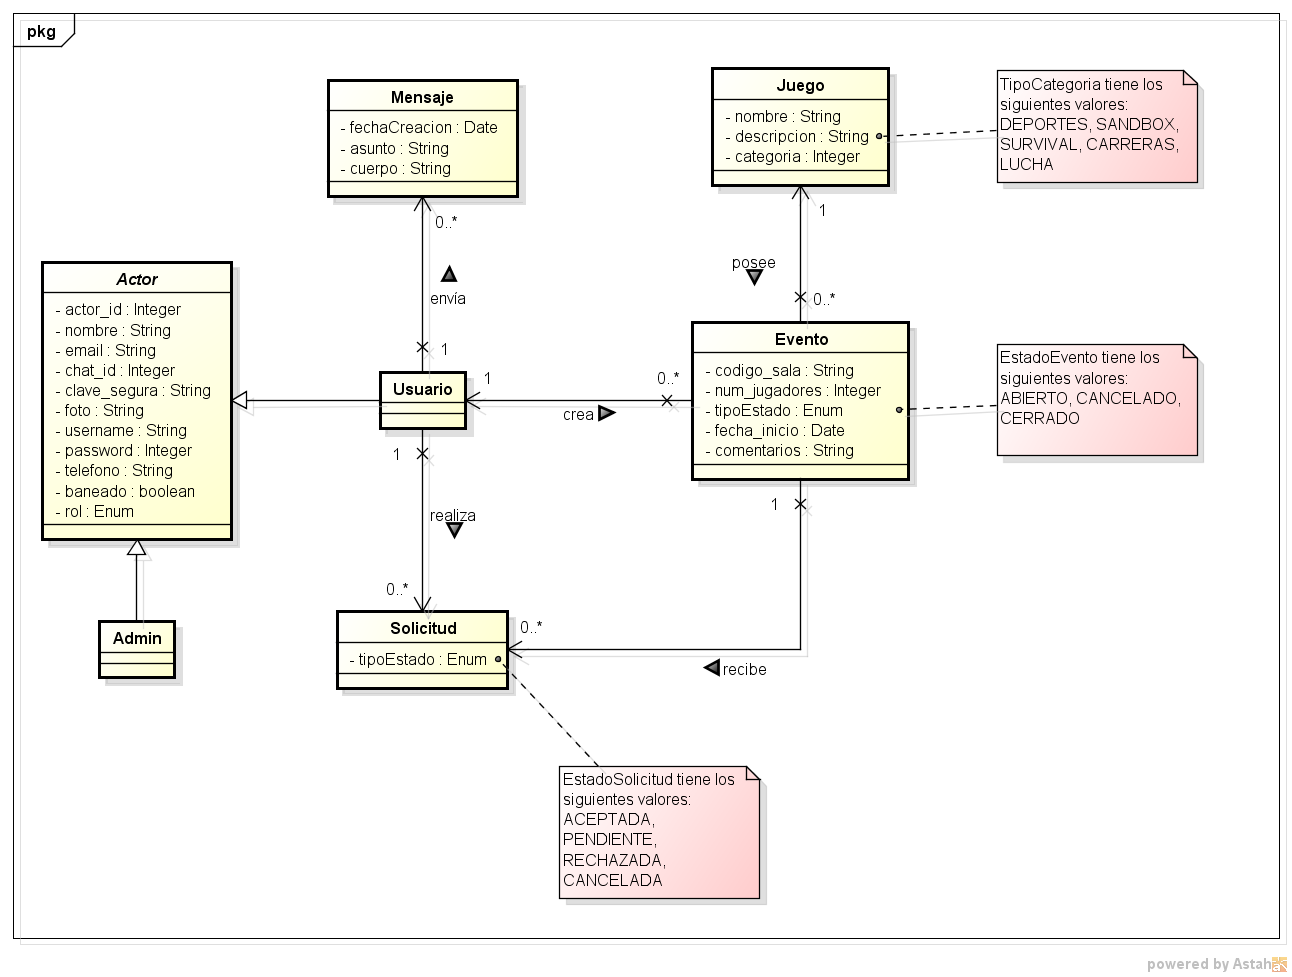 pkg
Mensaje
- fechaCreacion : Date
- asunto : String
- cuerpo : String
Juego
- nombre : String
- descripcion : String
- categoria : Integer
TipoCategoria tiene los
siguientes valores:
DEPORTES, SANDBOX,
SURVIVAL, CARRERAS,
LUCHA
0..*
1
envía
posee
1
0..*
Actor
- actor_id : Integer
- nombre : String
- email : String
- chat_id : Integer
- clave_segura : String
- foto : String
- username : String
- password : Integer
- telefono : String
- baneado : boolean
- rol : Enum
Usuario
1
0..*
crea
Evento
- codigo_sala : String
- num_jugadores : Integer
- tipoEstado : Enum
- fecha_inicio : Date
- comentarios : String
EstadoEvento tiene los
siguientes valores:
ABIERTO, CANCELADO,
CERRADO
1
realiza
0..*
1
0..*
recibe
Admin
Solicitud
- tipoEstado : Enum
EstadoSolicitud tiene los
siguientes valores:
ACEPTADA,
PENDIENTE,
RECHAZADA,
CANCELADA
powered by Astah